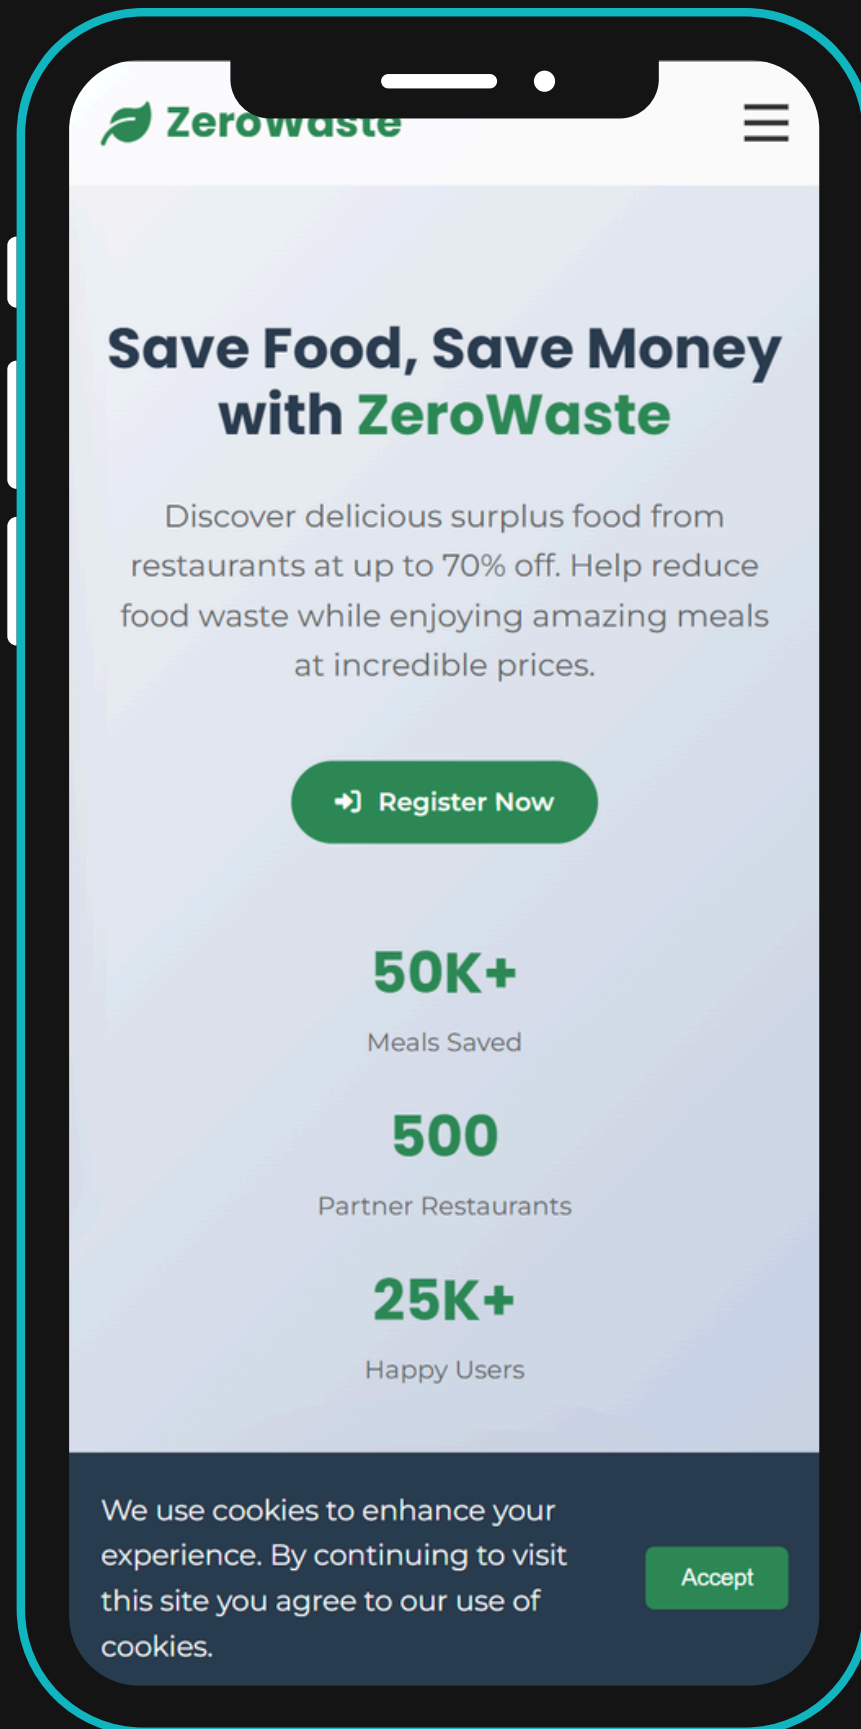 ZeroWaste
Save Food, Save Money
with ZeroWaste
Discover delicious surplus food from
restaurants at up to 70% off. Help reduce
food waste while enjoying amazing meals
at incredible prices.
Register Now
50K+
Meals Saved
500
Partner Restaurants
25K+
Happy Users
We use cookies to enhance your
experience. By continuing to visit
this site you agree to our use of
cookies.
Accept